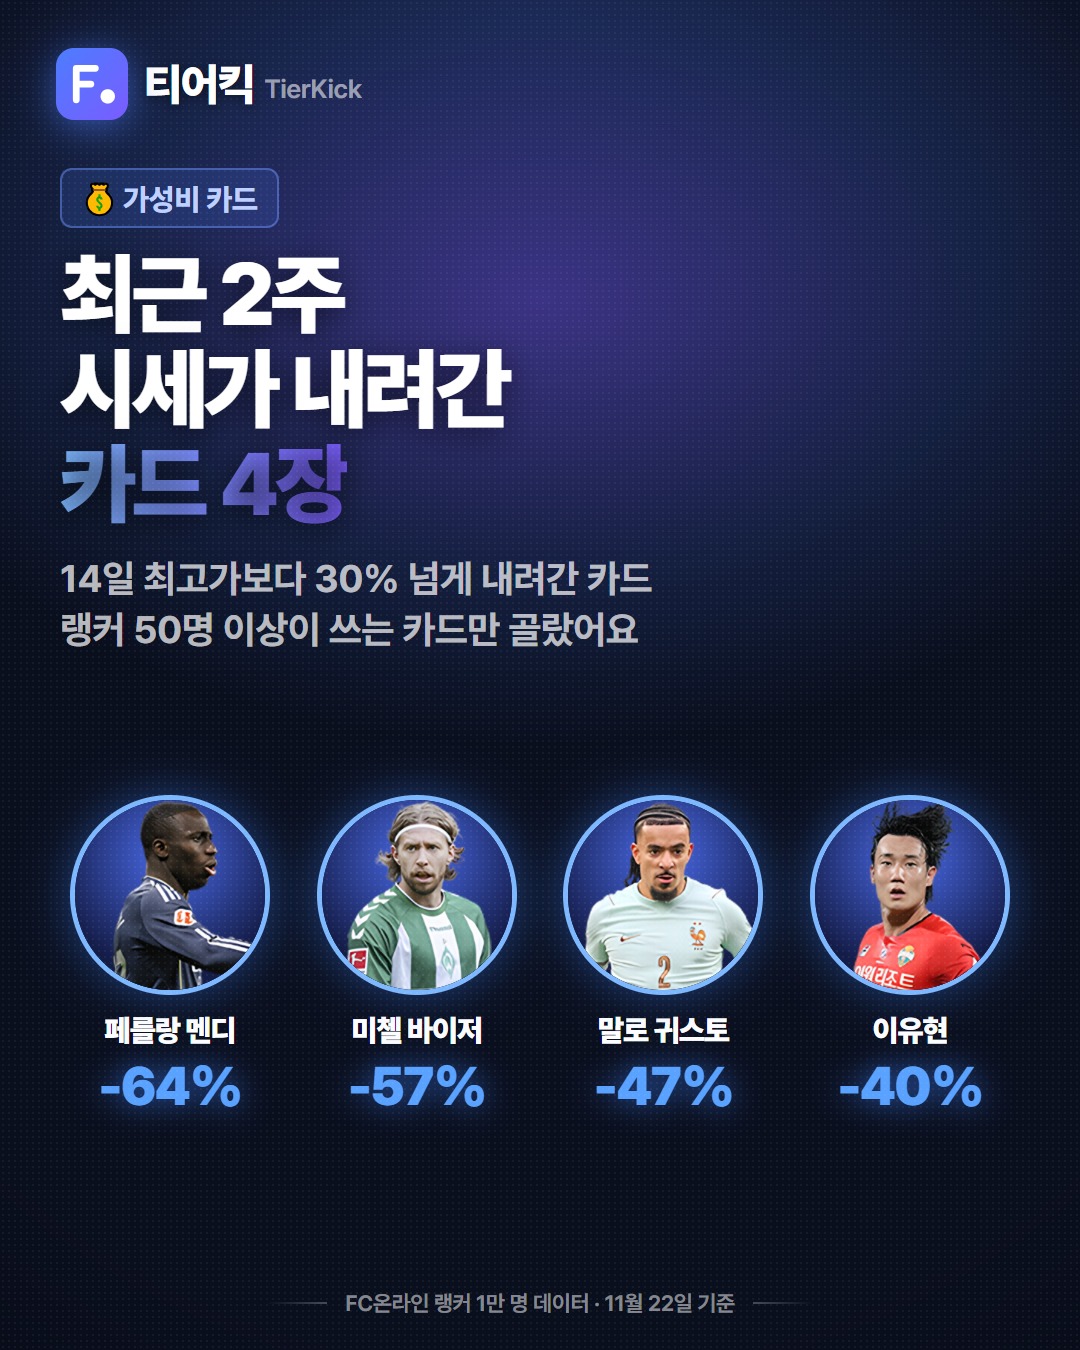 F.
티어킥 TierKick
가성비 카드
최근 2주
시세가 내려간
카드 4장
14일 최고가보다 30% 넘게 내려간 카드
랭커 50명 이상이 쓰는 카드만 골랐어요
2
페를랑 멘디
미첼 바이저
말로 귀스토
이유현
-64%
-57%
-47%
-40%
FC온라인 랭커 1만 명 데이터 · 11월 22일 기준